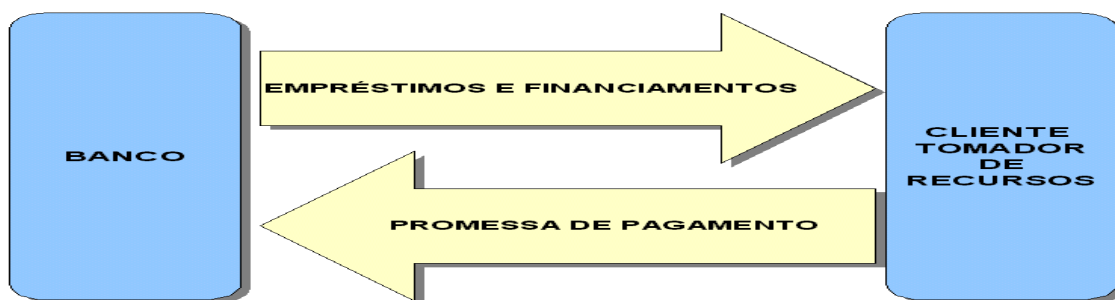 BANCO
EMPRÉSTIMOS E FINANCIAMENTOS
CLIENTE
TOMADOR
DE
RECURSOS
PROMESSA DE PAGAMENTO